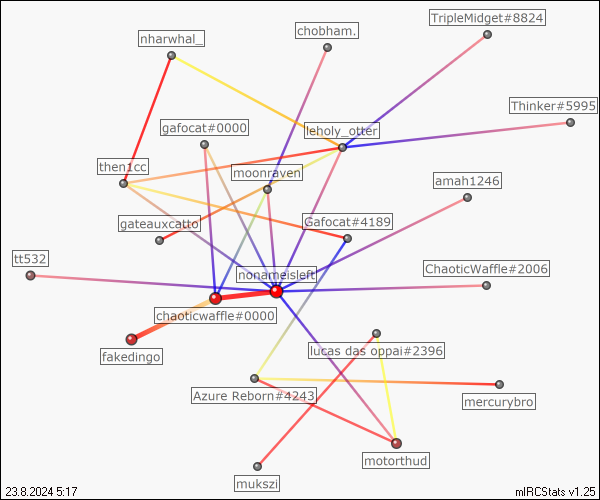 TripleMidget#8824
chobham.
nharwhal_
Thinker#5995
gafocat#0000
leholy_otter
then1cc
moonraven
amah1246
gateauxcatto
Gafocat#4189
tt532
nonameisleft
ChaoticWaffle#2006
chaoticwaffle#0000
fakedingo
lucas das oppai#2396
Azure Reborn#4243
mercurybro
motorthud
mukszi
23.8.2024 5:17
mIRCStats v1.25